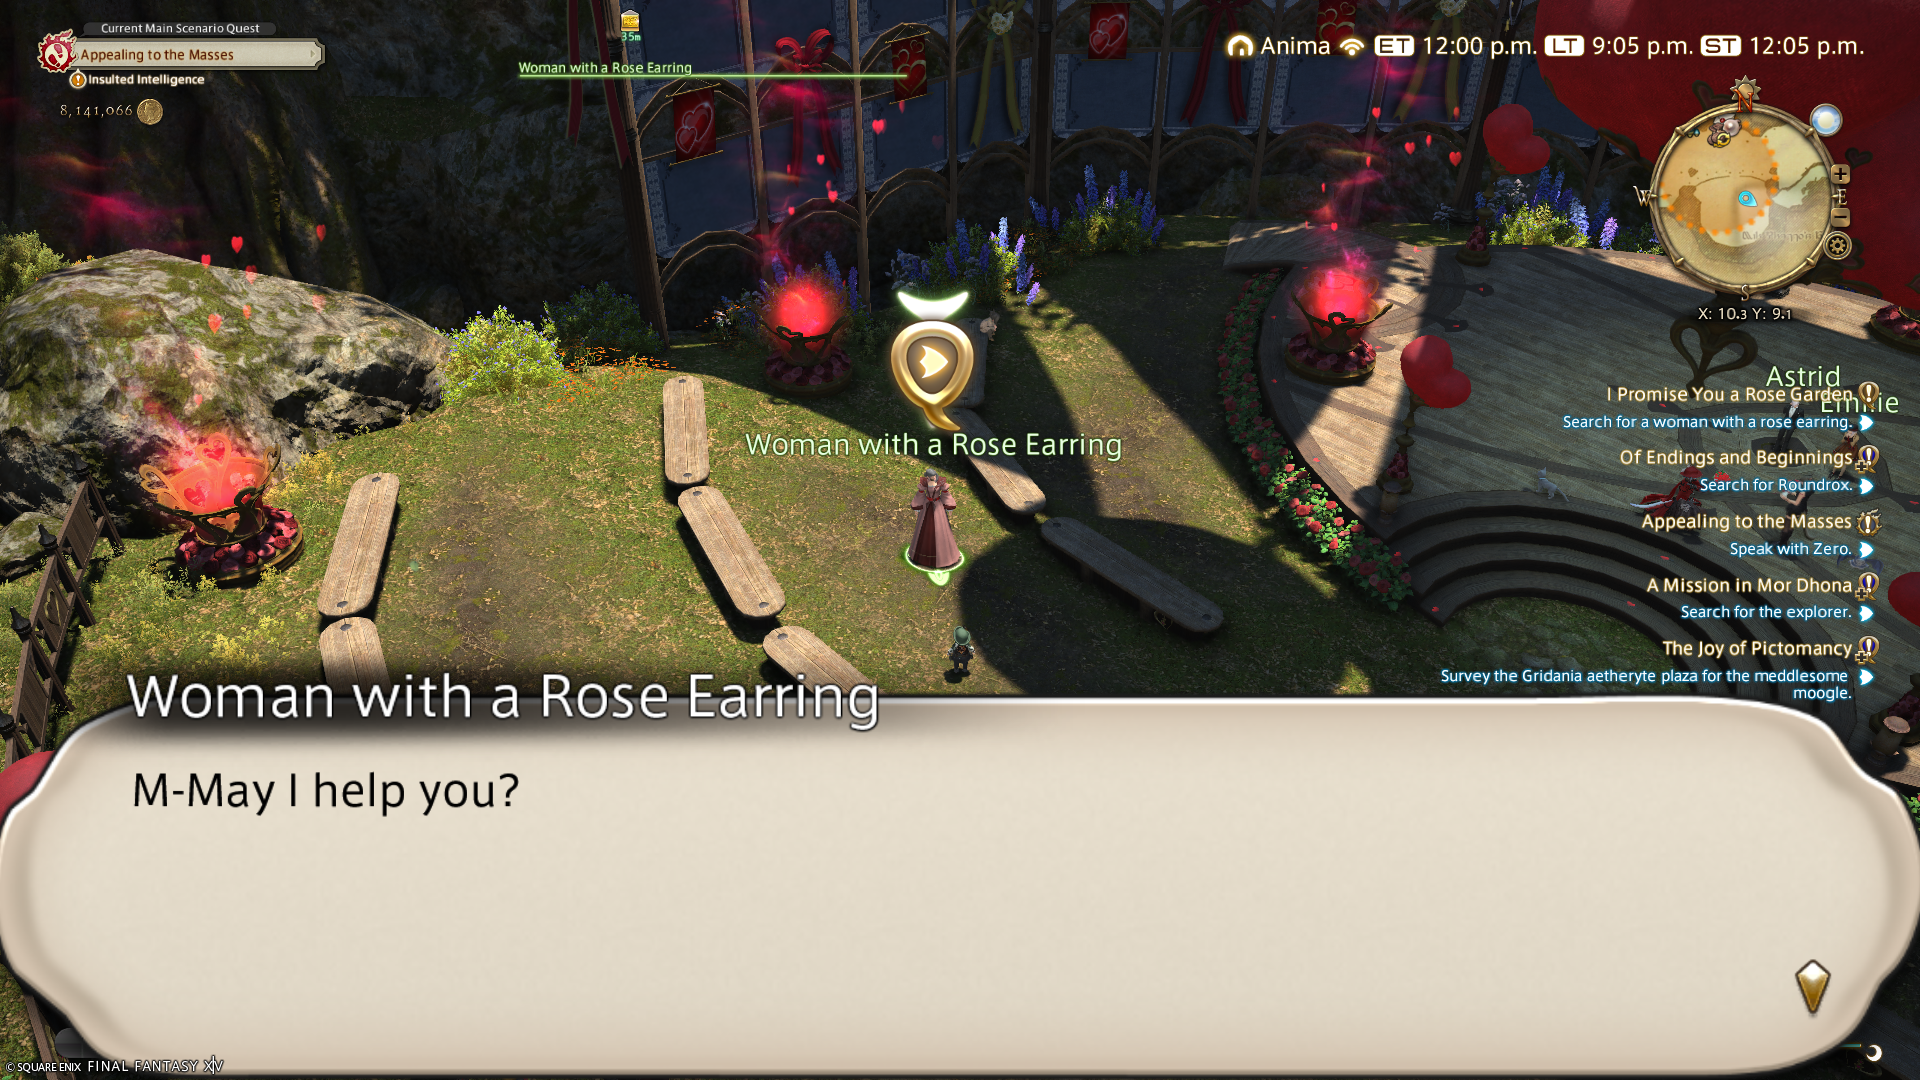 Current Main Scenario Quest
Appealing to the Masses
Insulted Intelligence
8,141,066
35m
Woman with a Rose Earring
Anima ET 12:00 p.m. LT 9:05 p.m. ST 12:05 p.m.
N
W
E
S
X: 10.3 Y: 9.1
Astrid
I Promise You a Rose Garden
Search for a woman with a rose earring.
Of Endings and Beginnings
Search for Roundrox.
Appealing to the Masses
Speak with Zero.
A Mission in Mor Dhona
Search for the explorer.
The Joy of Pictomancy
Survey the Gridania aetheryte plaza for the meddlesome
moogle.
Woman with a Rose Earring
Woman with a Rose Earring
M-May I help you?
© SQUARE ENIX FINAL FANTASY XIV